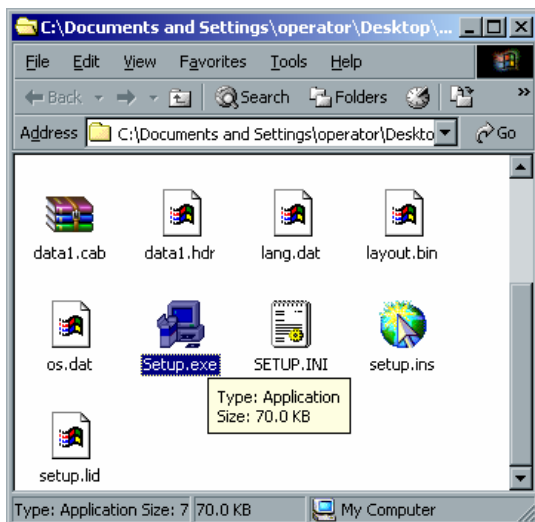 C:\Documents and Settings\operator\Desktop\...
File Edit View Favorites Tools Help
Back Search Folders »
Address C:\Documents and Settings\operator\Deskto Go
data1.cab data1.hdr lang.dat layout.bin
os.dat Setup.exe SETUP.INI setup.ins
Type: Application
Size: 70.0 KB
setup.lid
Type: Application Size: 7 70.0 KB My Computer